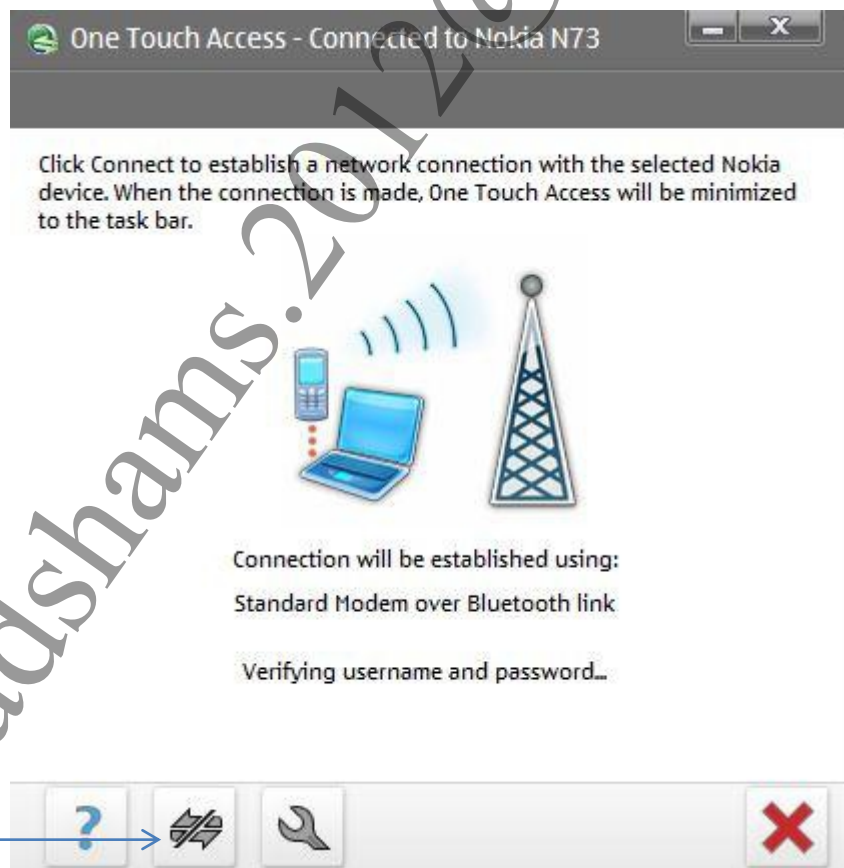 One Touch Access - Connected to Nokia N73
Click Connect to establish a network connection with the selected Nokia
device. When the connection is made, One Touch Access will be minimized
to the task bar.
Connection will be established using:
Standard Modem over Bluetooth link
Verifying username and password...
?
adshams.2012@